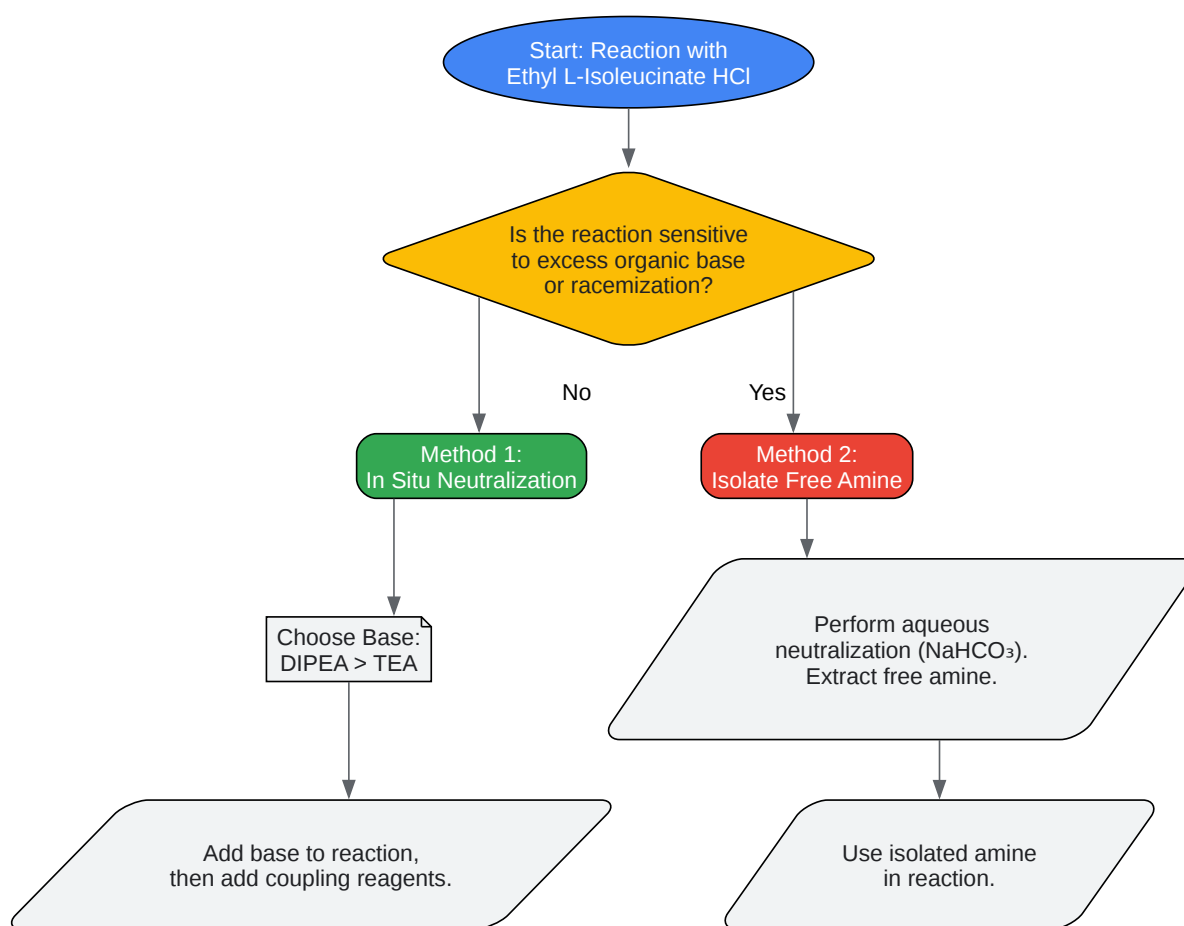 Start: Reaction with
Ethyl L-Isoleucinate HCl
Is the reaction sensitive
to excess organic base
or racemization?
No
Yes
Method 1:
In Situ Neutralization
Method 2:
Isolate Free Amine
Choose Base:
DIPEA > TEA
Perform aqueous
neutralization (NaHCO₃).
Extract free amine.
Add base to reaction,
then add coupling reagents.
Use isolated amine
in reaction.